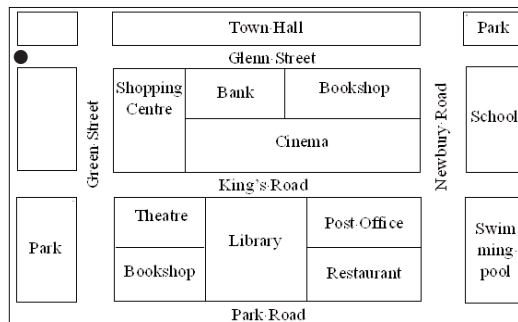 Town Hall
Park
Glenn Street
Shopping
Centre
Bank
Bookshop
School
Cinema
Green Street
Newbury Road
King's Road
Theatre
Post Office
Park
Library
Swim
ming
pool
Bookshop
Restaurant
Park Road